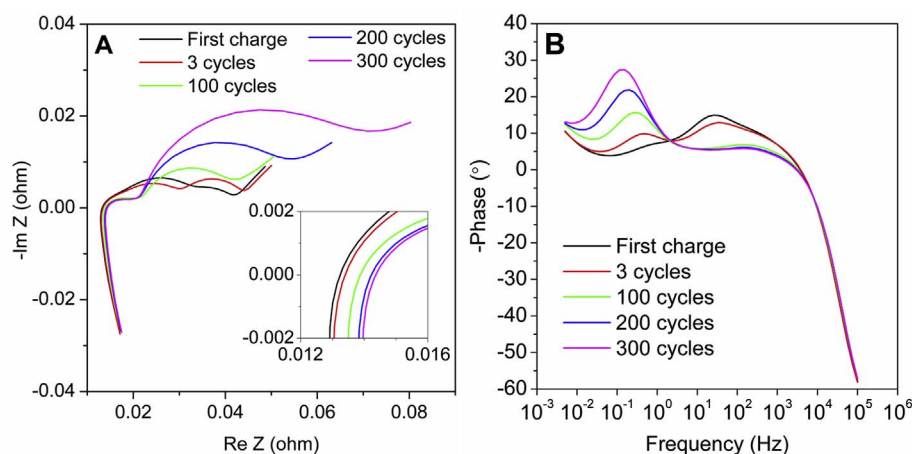 A
First charge
3 cycles
100 cycles
200 cycles
300 cycles
0.04
0.02
0.00
-0.02
-0.04
-Im Z (ohm)
0.002
0.000
-0.002
0.012 0.016
0.02 0.04 0.06 0.08
Re Z (ohm)
B
40
30
20
10
0
-10
-20
-30
-40
-50
-60
-Phase (°)
First charge
3 cycles
100 cycles
200 cycles
300 cycles
10⁻³ 10⁻² 10⁻¹ 10⁰ 10¹ 10² 10³ 10⁴ 10⁵ 10⁶
Frequency (Hz)